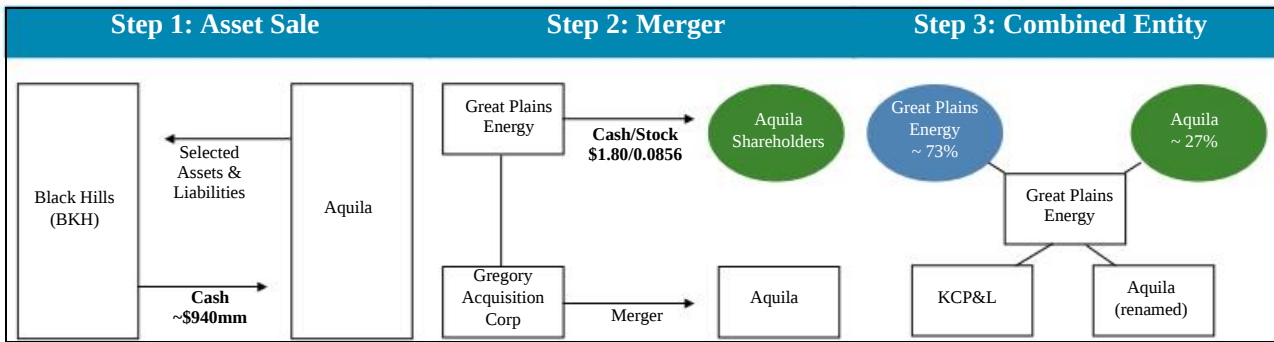 Step 1: Asset Sale
Step 2: Merger
Step 3: Combined Entity
Black Hills
(BKH)
Selected
Assets &
Liabilities
Cash
~$940mm
Aquila
Great Plains
Energy
Cash/Stock
$1.80/0.0856
Aquila
Shareholders
Gregory
Acquisition
Corp
Merger
Aquila
Great Plains
Energy
~ 73%
Aquila
~ 27%
Great Plains
Energy
KCP&L
Aquila
(renamed)